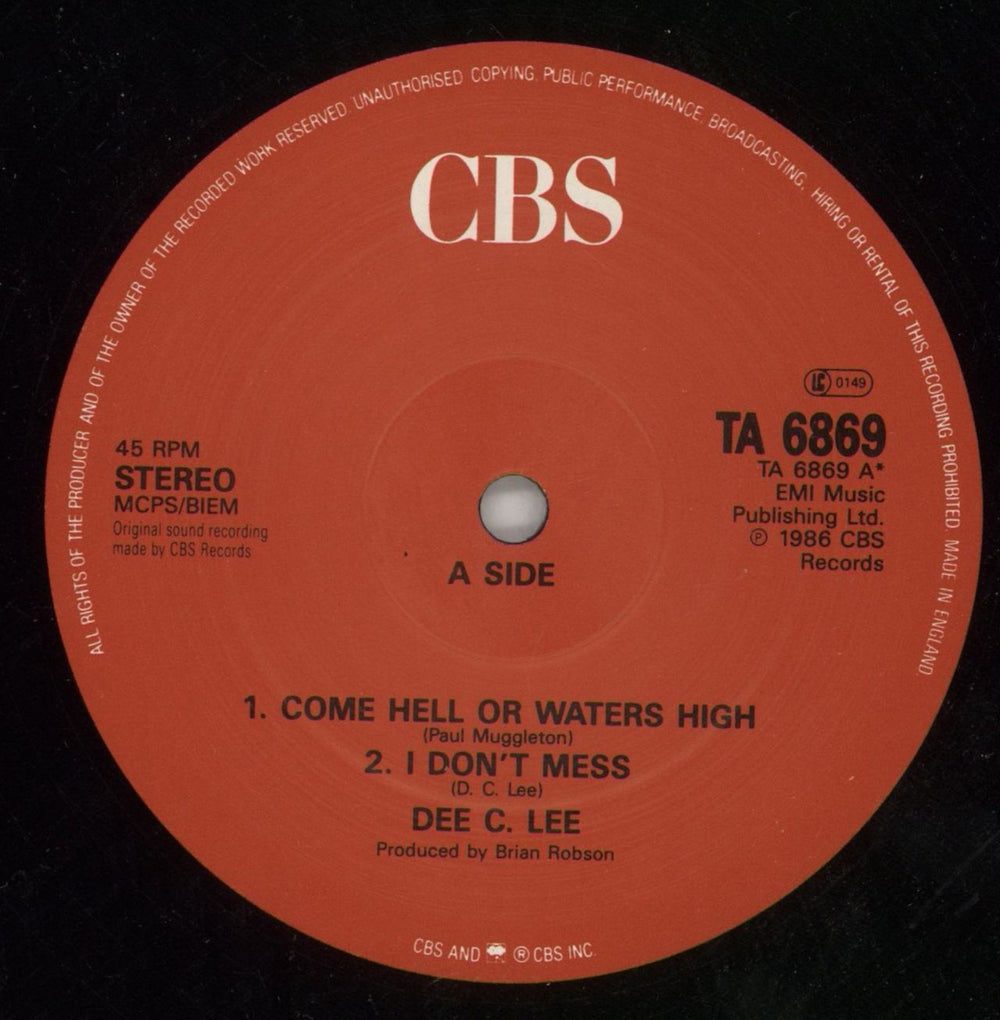 ALL RIGHTS OF THE PRODUCER AND OF THE OWNER OF THE RECORDED WORK RESERVED. UNAUTHORISED COPYING. PUBLIC PERFORMANCE. BROADCASTING. HIRING OR RENTAL OF THIS RECORDING PROHIBITED. MADE IN ENGLAND.
CBS
LC 0149
TA 6869
TA 6869 A*
EMI Music
Publishing Ltd.
℗ 1986 CBS
Records
45 RPM
STEREO
MCPS/BIEM
Original sound recording
made by CBS Records
A SIDE
1. COME HELL OR WATERS HIGH
(Paul Muggleton)
2. I DON'T MESS
(D. C. Lee)
DEE C. LEE
Produced by Brian Robson
CBS AND ® CBS INC.